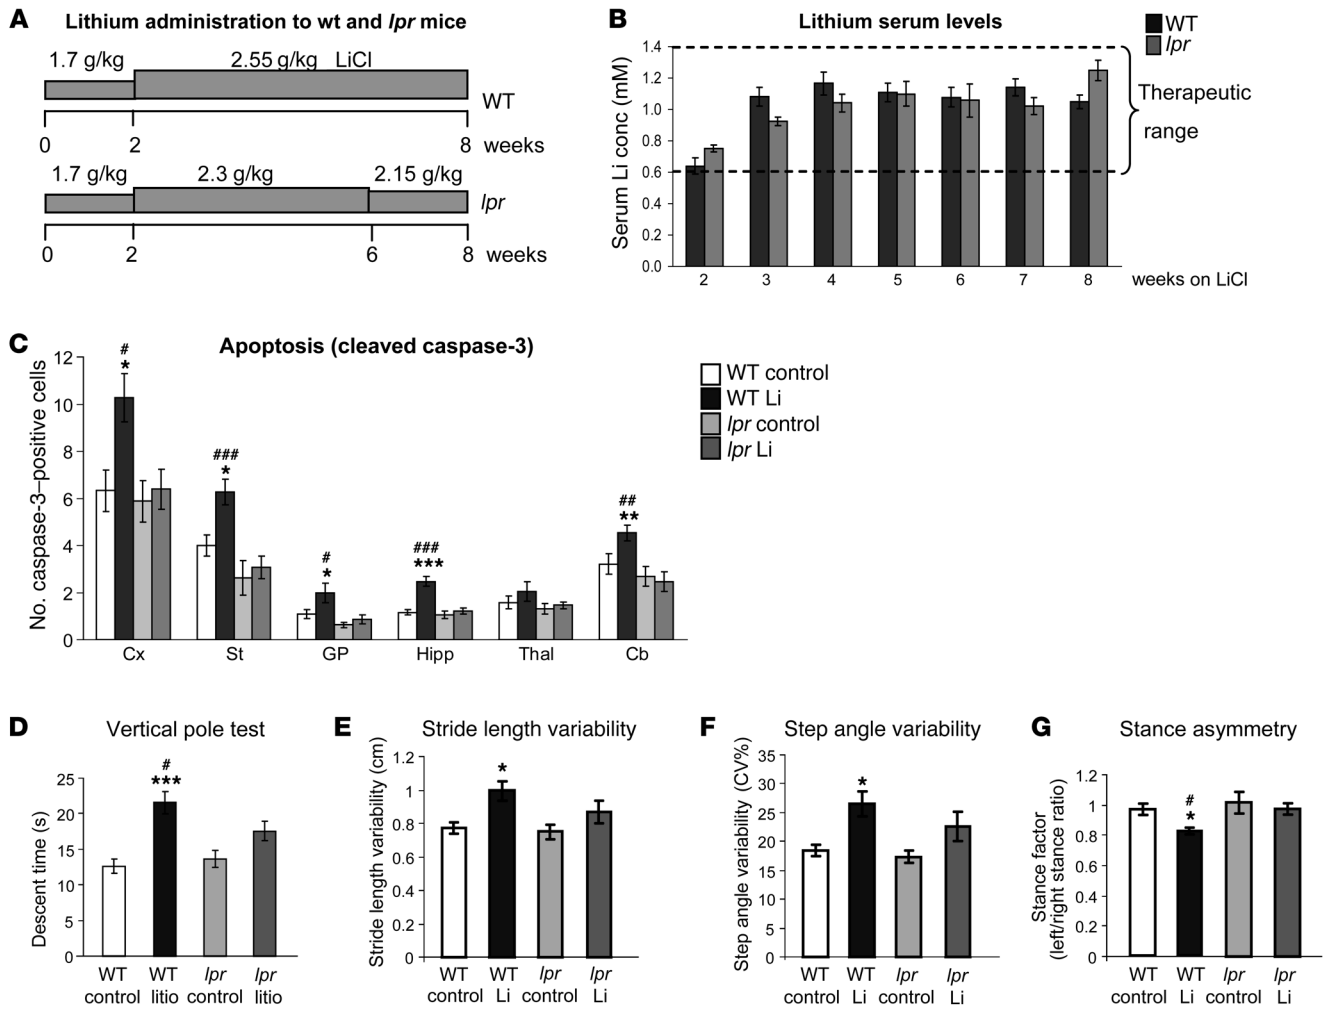 A
Lithium administration to wt and lpr mice
1.7 g/kg
2.55 g/kg LiCl
WT
0 2 8 weeks
1.7 g/kg 2.3 g/kg 2.15 g/kg
lpr
0 2 6 8 weeks
B
Lithium serum levels
WT
lpr
Serum Li conc (mM)
1.4
1.2
1.0
0.8
0.6
0.4
0.2
0.0
2 3 4 5 6 7 8 weeks on LiCl
Therapeutic
range
C
Apoptosis (cleaved caspase-3)
No. caspase-3–positive cells
12
10
8
6
4
2
0
#
*
###
*
#
*
###
***
##
**
Cx St GP Hipp Thal Cb
WT control
WT Li
lpr control
lpr Li
D
Vertical pole test
Descent time (s)
25
20
15
10
5
0
#
***
WT WT lpr lpr
control litio control litio
E
Stride length variability
Stride length variability (cm)
1.2
1
0.8
0.6
0.4
0.2
0
*
WT WT lpr lpr
control Li control Li
F
Step angle variability
Step angle variability (CV%)
35
30
25
20
15
10
5
0
*
WT WT lpr lpr
control Li control Li
G
Stance asymmetry
Stance factor
(left/right stance ratio)
1.2
1
0.8
0.6
0.4
0.2
0
#
*
WT WT lpr lpr
control Li control Li